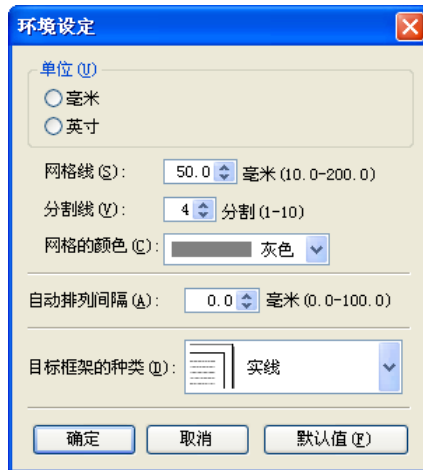 环境设定
单位(U)
毫米
英寸
网格线(S): 50.0 毫米(10.0-200.0)
分割线(V): 4 分割(1-10)
网格的颜色(C): 灰色
自动排列间隔(A): 0.0 毫米(0.0-100.0)
目标框架的种类(D): 实线
确定 取消 默认值(F)